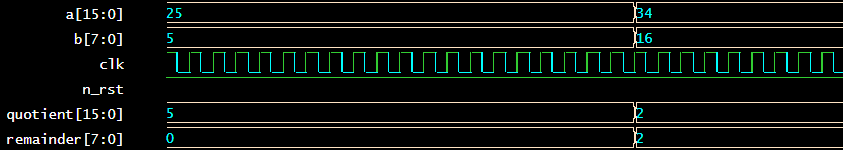 a[15:0] 25 34
b[7:0] 5 16
clk
n_rst
quotient[15:0] 5 2
remainder[7:0] 0 2